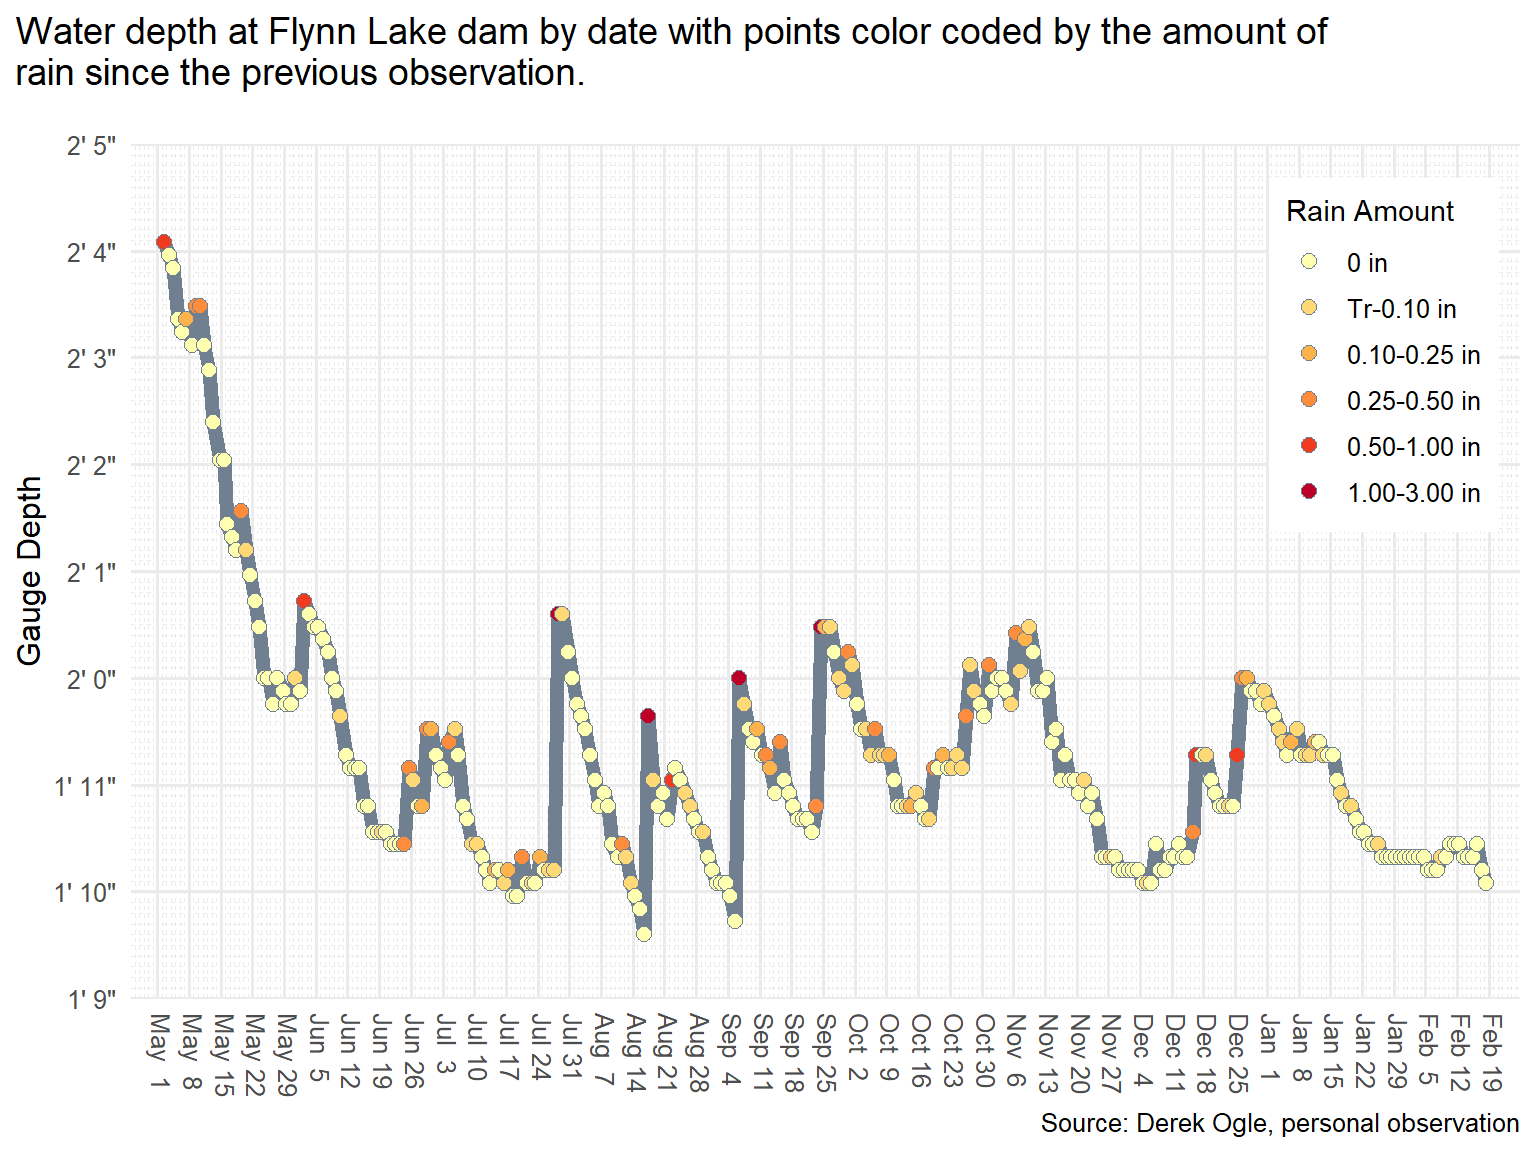 Water depth at Flynn Lake dam by date with points color coded by the amount of
rain since the previous observation.
2' 5"
2' 4"
2' 3"
2' 2"
2' 1"
2' 0"
1' 11"
1' 10"
1' 9"
Gauge Depth
Rain Amount
0 in
Tr-0.10 in
0.10-0.25 in
0.25-0.50 in
0.50-1.00 in
1.00-3.00 in
May 1
May 8
May 15
May 22
May 29
Jun 5
Jun 12
Jun 19
Jun 26
Jul 3
Jul 10
Jul 17
Jul 24
Jul 31
Aug 7
Aug 14
Aug 21
Aug 28
Sep 4
Sep 11
Sep 18
Sep 25
Oct 2
Oct 9
Oct 16
Oct 23
Oct 30
Nov 6
Nov 13
Nov 20
Nov 27
Dec 4
Dec 11
Dec 18
Dec 25
Jan 1
Jan 8
Jan 15
Jan 22
Jan 29
Feb 5
Feb 12
Feb 19
Source: Derek Ogle, personal observation